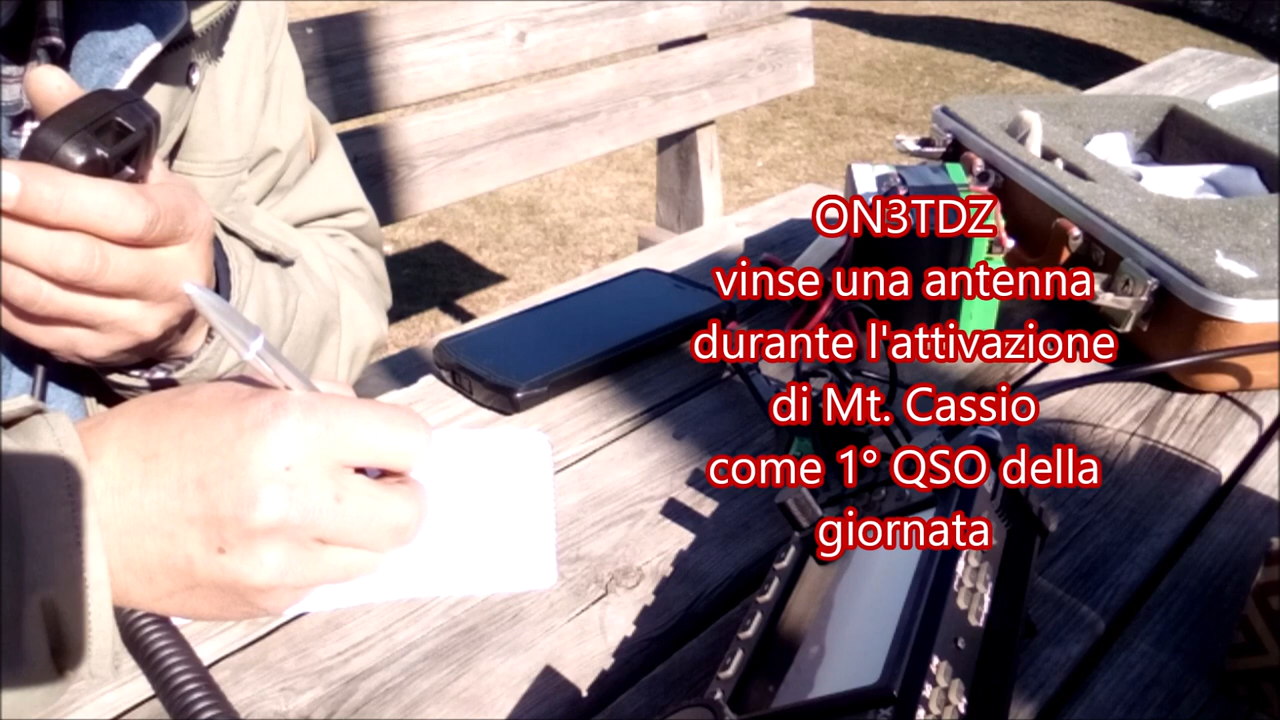 ON3TDZ
vinse una antenna
durante l'attivazione
di Mt. Cassio
come 1° QSO della
giornata